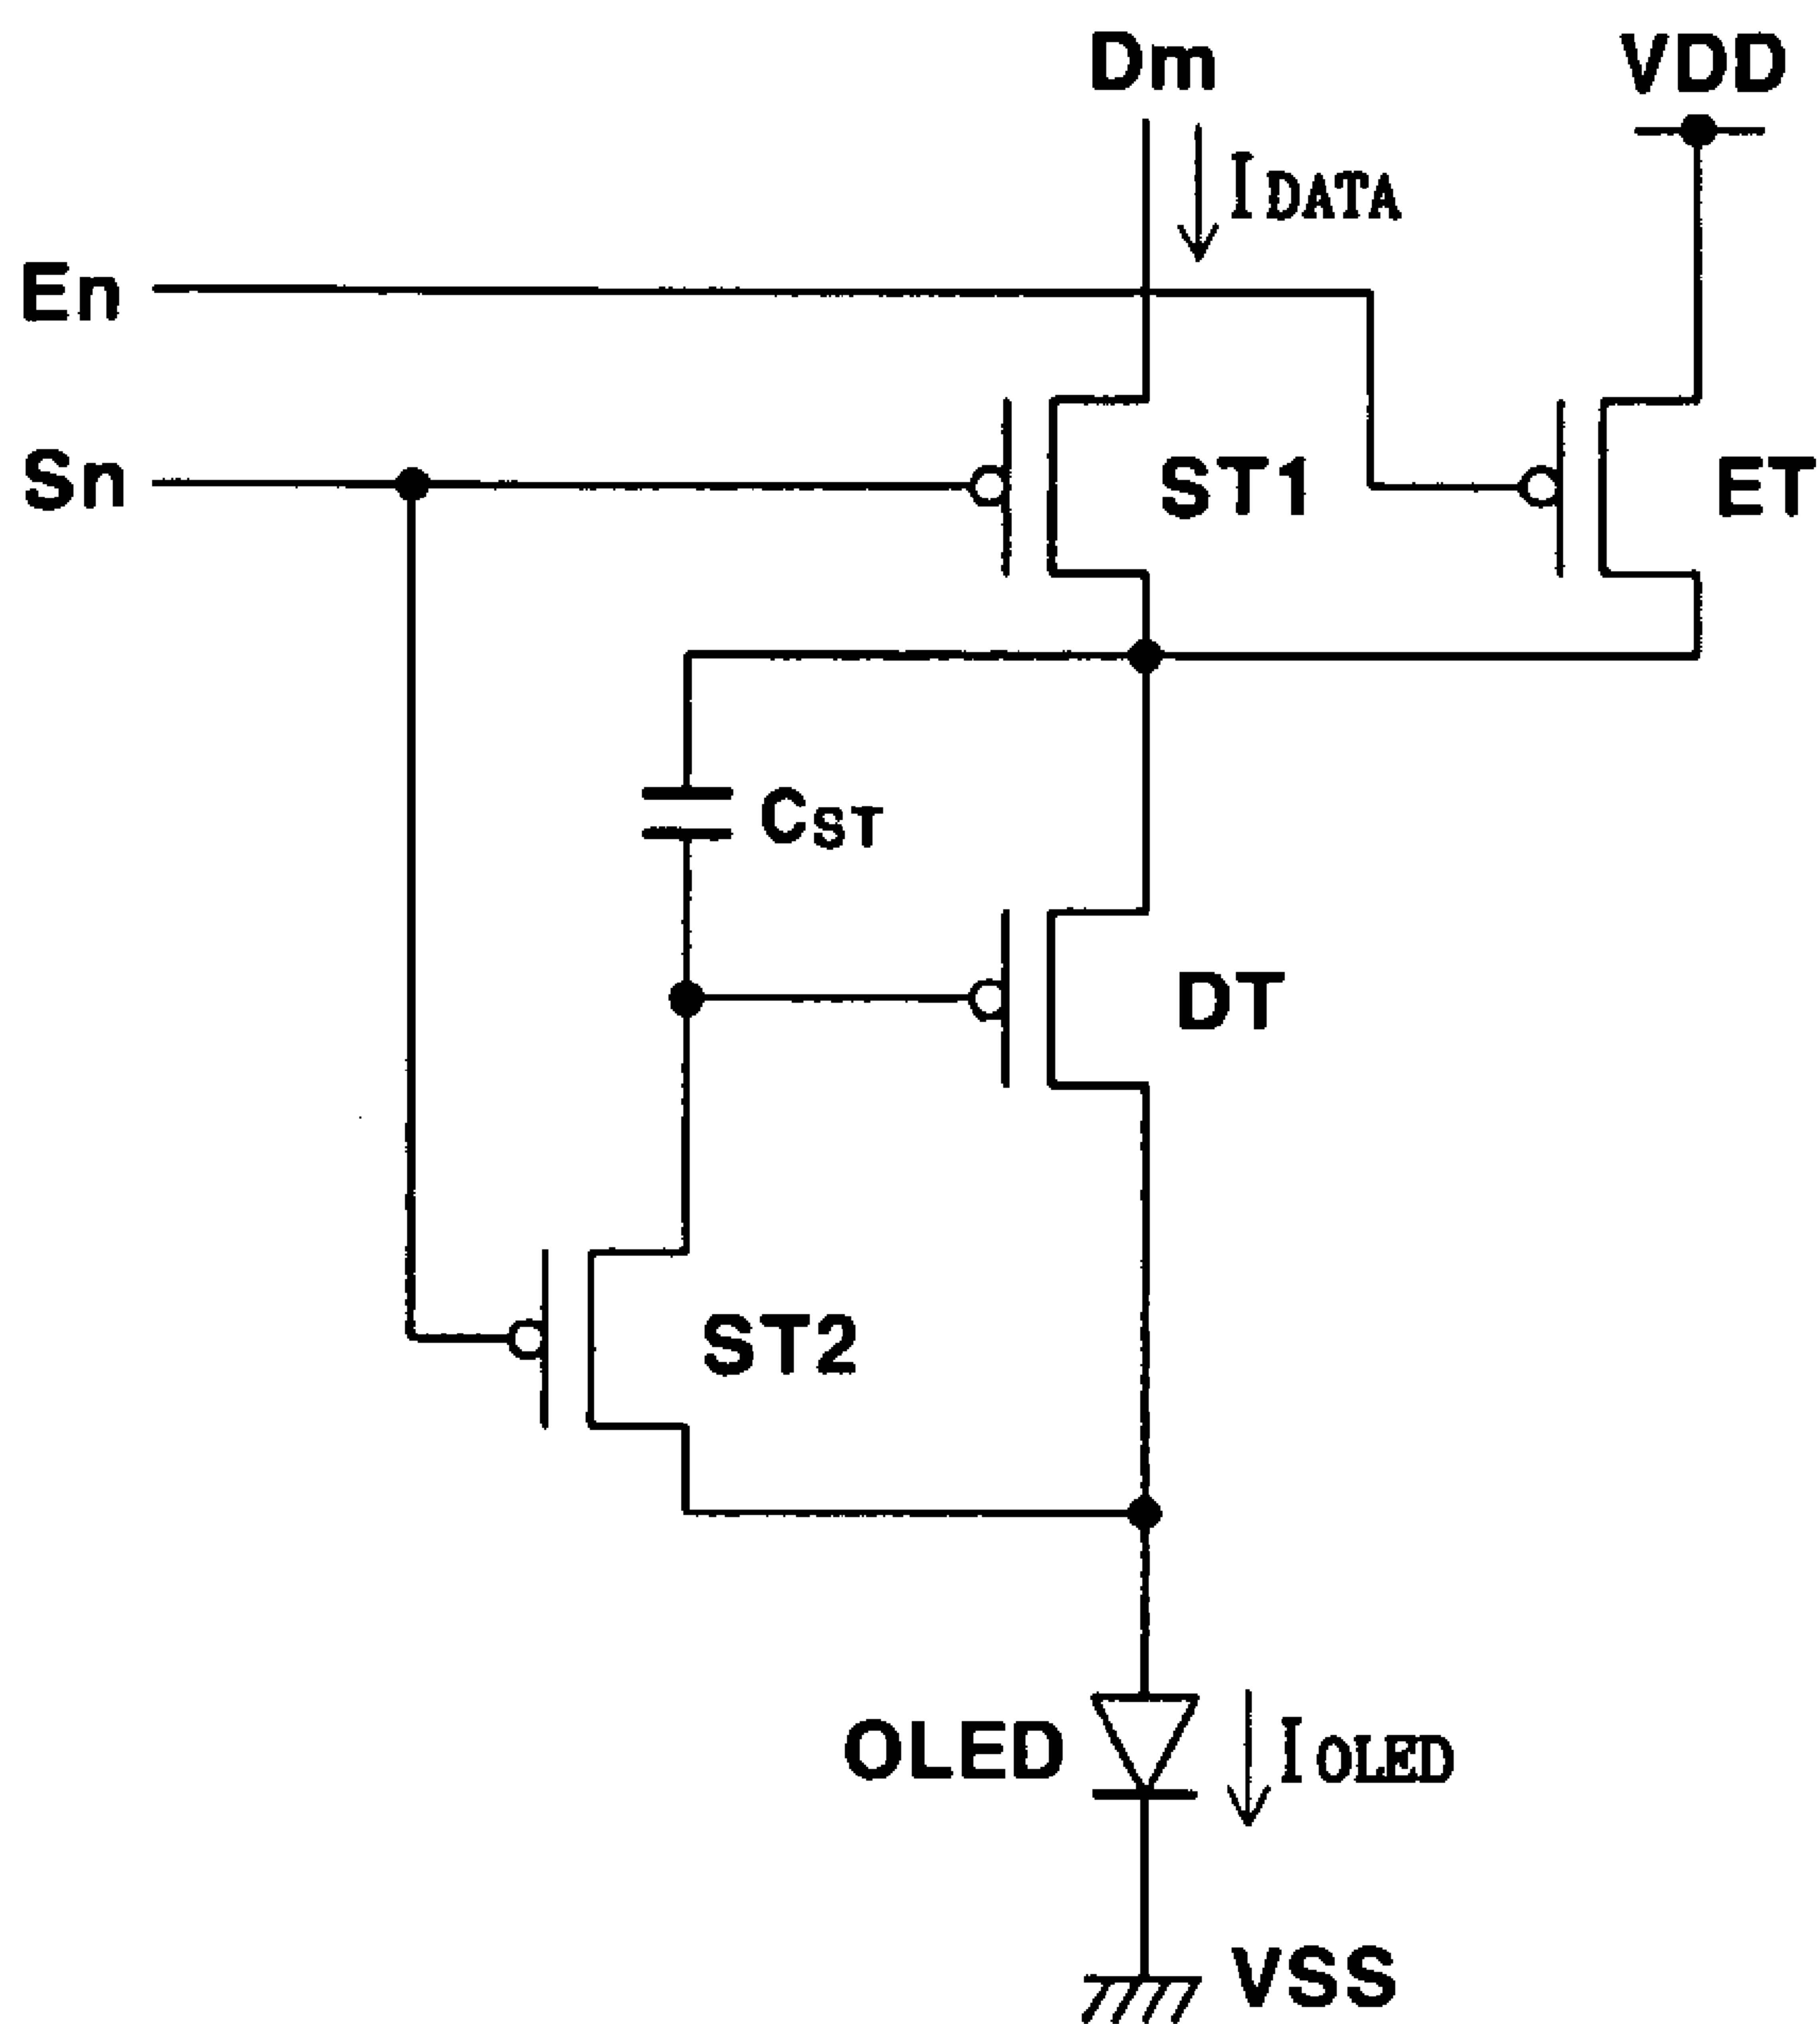 Dm
VDD
IDATA
En
Sn
ST1
ET
CST
DT
ST2
OLED
IOLED
VSS